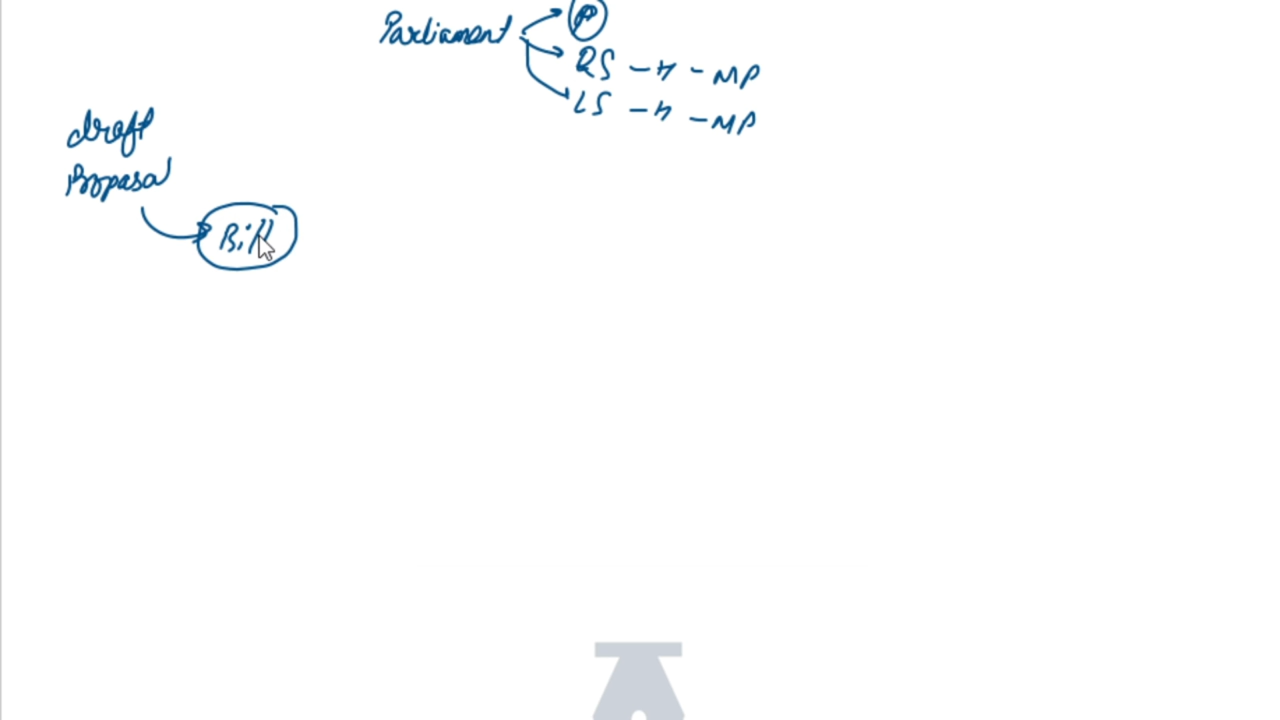 Parliament P
RS - H - MP
LS - H - MP
draft
Proposal
Bill